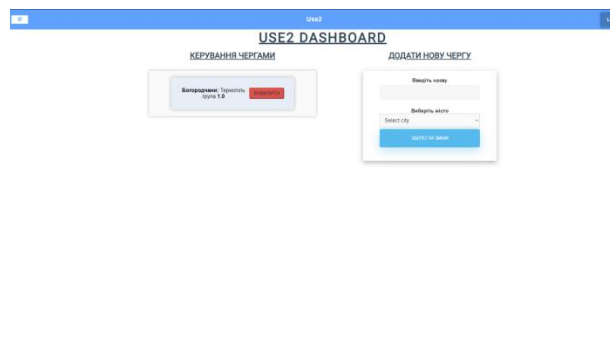 Use2
USE2 DASHBOARD
КЕРУВАННЯ ЧЕРГАМИ
ДОДАТИ НОВУ ЧЕРГУ
Богородчани: Тернопіль
група 1.0
ВИДАЛИТИ
Введіть назву
Виберіть місто
Select city
ЗБЕРЕГТИ ЗМІНИ